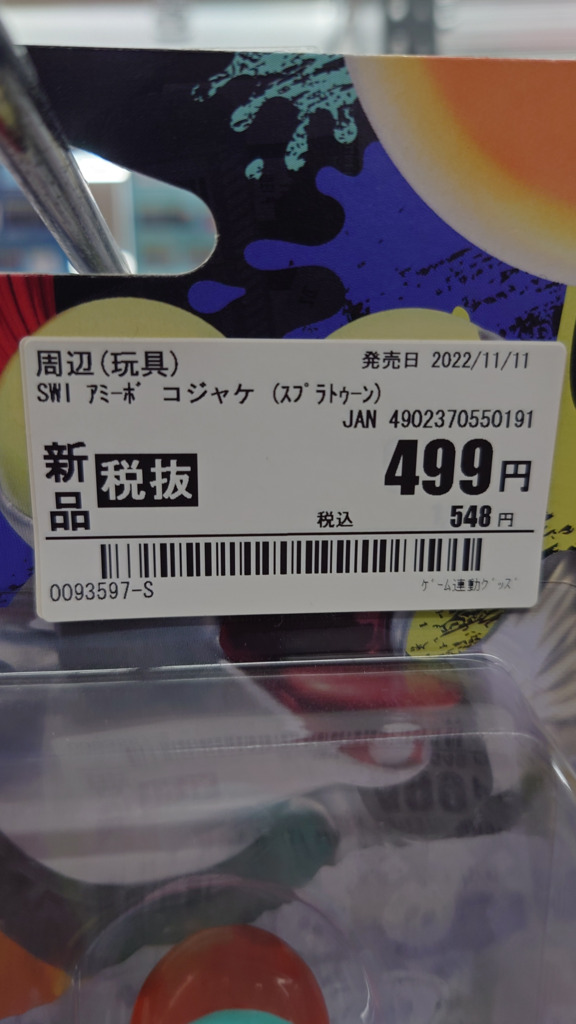 周辺(玩具) 発売日 2022/11/11
SWI ｱﾐｰﾎﾞ コジャケ (ｽﾌﾟﾗﾄｩｰﾝ)
JAN 4902370550191
新品 税抜 499円
税込 548円
0093597-S ｹﾞｰﾑ連動ｸﾞｯｽﾞ